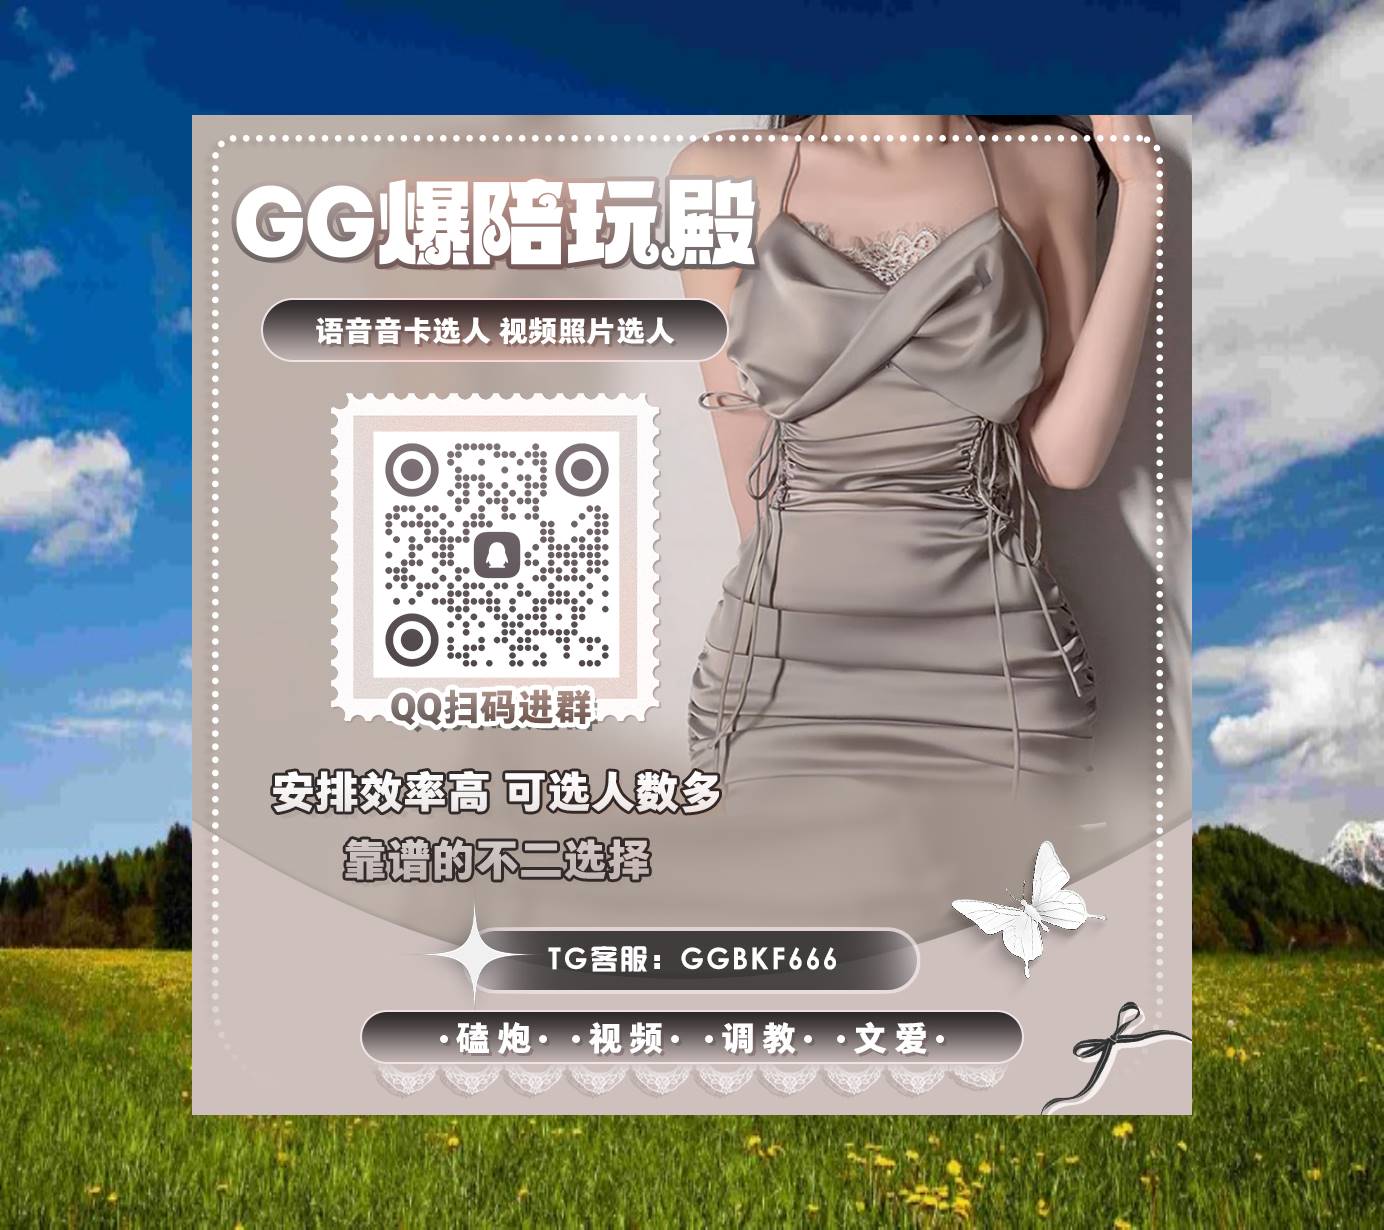 GG爆陪玩殿
语音音卡选人 视频照片选人
QQ扫码进群
安排效率高 可选人数多
靠谱的不二选择
TG客服：GGBKF666
·磕炮· ·视频· ·调教· ·文爱·